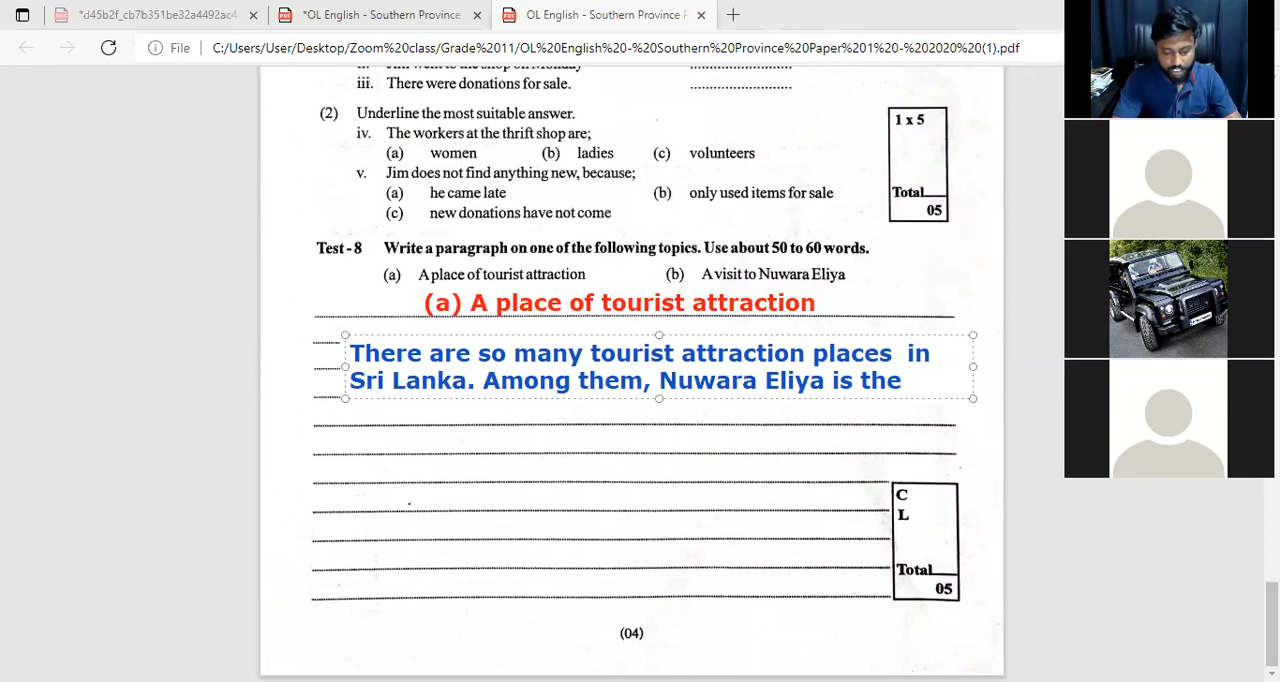 *d45b2f_cb7b351be32a4492ac4
*OL English - Southern Province
OL English - Southern Province P
File
C:/Users/User/Desktop/Zoom%20class/Grade%2011/OL%20English%20-%20Southern%20Province%20Paper%201%20-%202020%20(1).pdf
iii. There were donations for sale. ..........................
(2) Underline the most suitable answer.
1 x 5
iv. The workers at the thrift shop are;
(a) women (b) ladies (c) volunteers
v. Jim does not find anything new, because;
(a) he came late (b) only used items for sale
Total
(c) new donations have not come
05
Test - 8 Write a paragraph on one of the following topics. Use about 50 to 60 words.
(a) A place of tourist attraction (b) A visit to Nuwara Eliya
(a) A place of tourist attraction
There are so many tourist attraction places in
Sri Lanka. Among them, Nuwara Eliya is the
C
L
Total
05
(04)